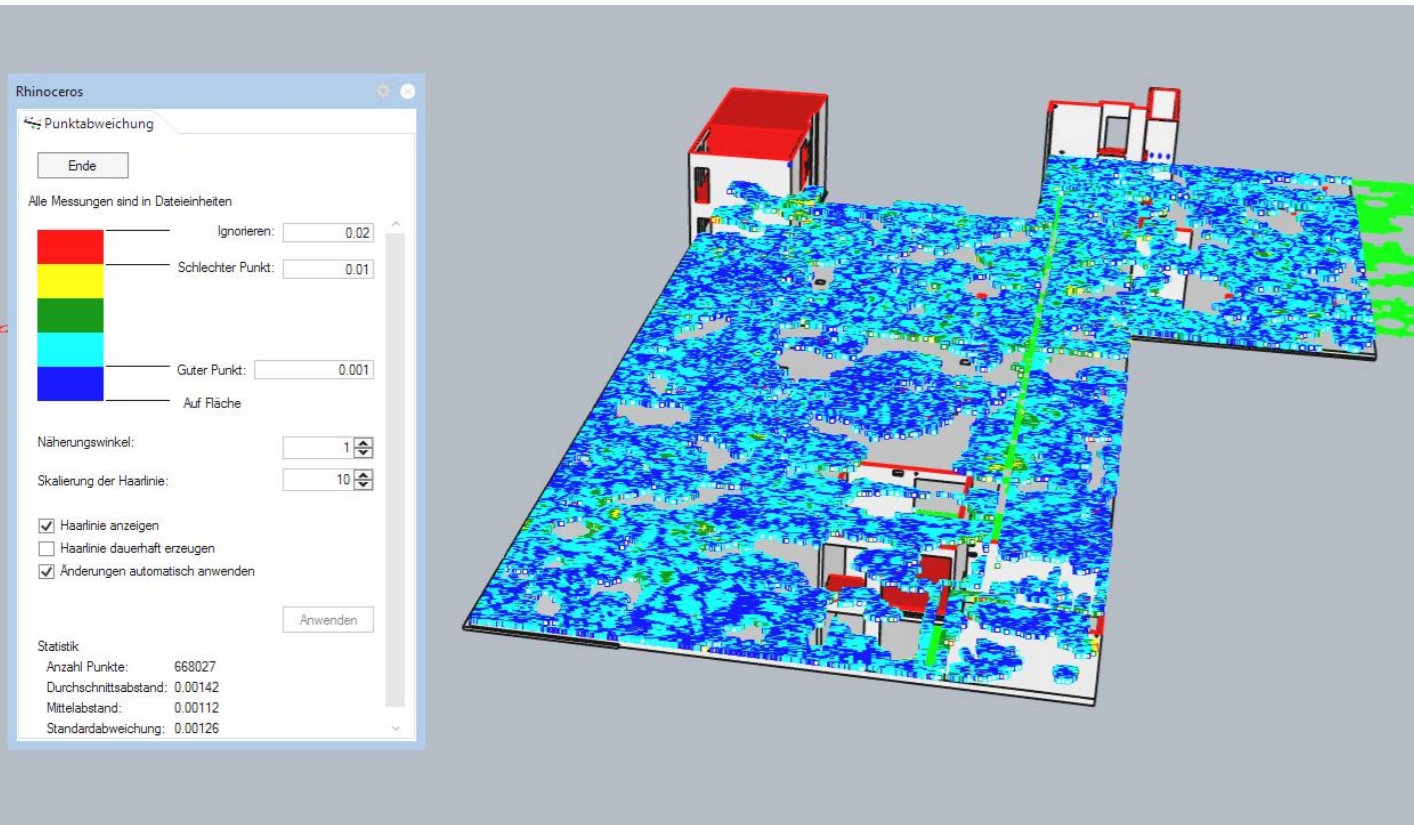 Rhinoceros
Punktabweichung
Ende
Alle Messungen sind in Dateieinheiten
Ignorieren: 0.02
Schlechter Punkt: 0.01
Guter Punkt: 0.001
Auf Fläche
Näherungswinkel: 1
Skalierung der Haarlinie: 10
Haarlinie anzeigen
Haarlinie dauerhaft erzeugen
Änderungen automatisch anwenden
Anwenden
Statistik
Anzahl Punkte: 668027
Durchschnittsabstand: 0.00142
Mittelabstand: 0.00112
Standardabweichung: 0.00126